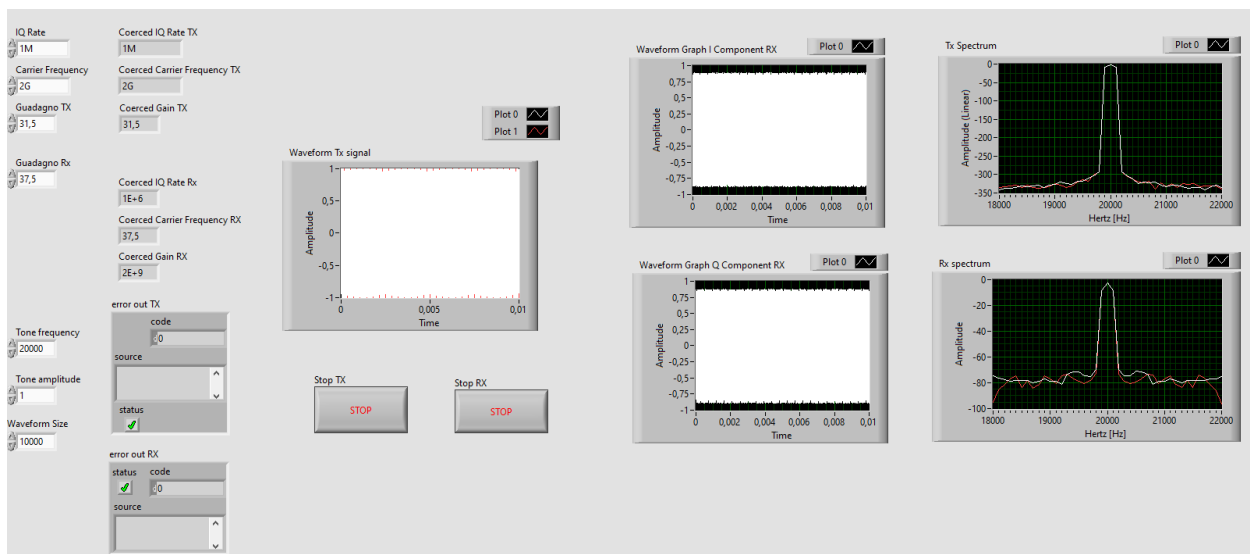 IQ Rate
1M
Carrier Frequency
2G
Guadagno TX
31,5
Guadagno Rx
37,5
Coerced IQ Rate TX
1M
Coerced Carrier Frequency TX
2G
Coerced Gain TX
31,5
Coerced IQ Rate Rx
1E+6
Coerced Carrier Frequency RX
37,5
Coerced Gain RX
2E+9
error out TX
code
0
source
status
Tone frequency
20000
Tone amplitude
1
Waveform Size
10000
error out RX
status code
0
source
Plot 0
Plot 1
Waveform Tx signal
Amplitude
1
0,5
0
-0,5
-1
0 0,005 0,01
Time
Stop TX
STOP
Stop RX
STOP
Waveform Graph I Component RX
Plot 0
Amplitude
1
0,75
0,5
0,25
0
-0,25
-0,5
-0,75
-1
0 0,002 0,004 0,006 0,008 0,01
Time
Waveform Graph Q Component RX
Plot 0
Amplitude
1
0,75
0,5
0,25
0
-0,25
-0,5
-0,75
-1
0 0,002 0,004 0,006 0,008 0,01
Time
Tx Spectrum
Plot 0
Amplitude (Linear)
0
-50
-100
-150
-200
-250
-300
-350
18000 19000 20000 21000 22000
Hertz [Hz]
Rx spectrum
Plot 0
Amplitude
0
-20
-40
-60
-80
-100
18000 19000 20000 21000 22000
Hertz [Hz]